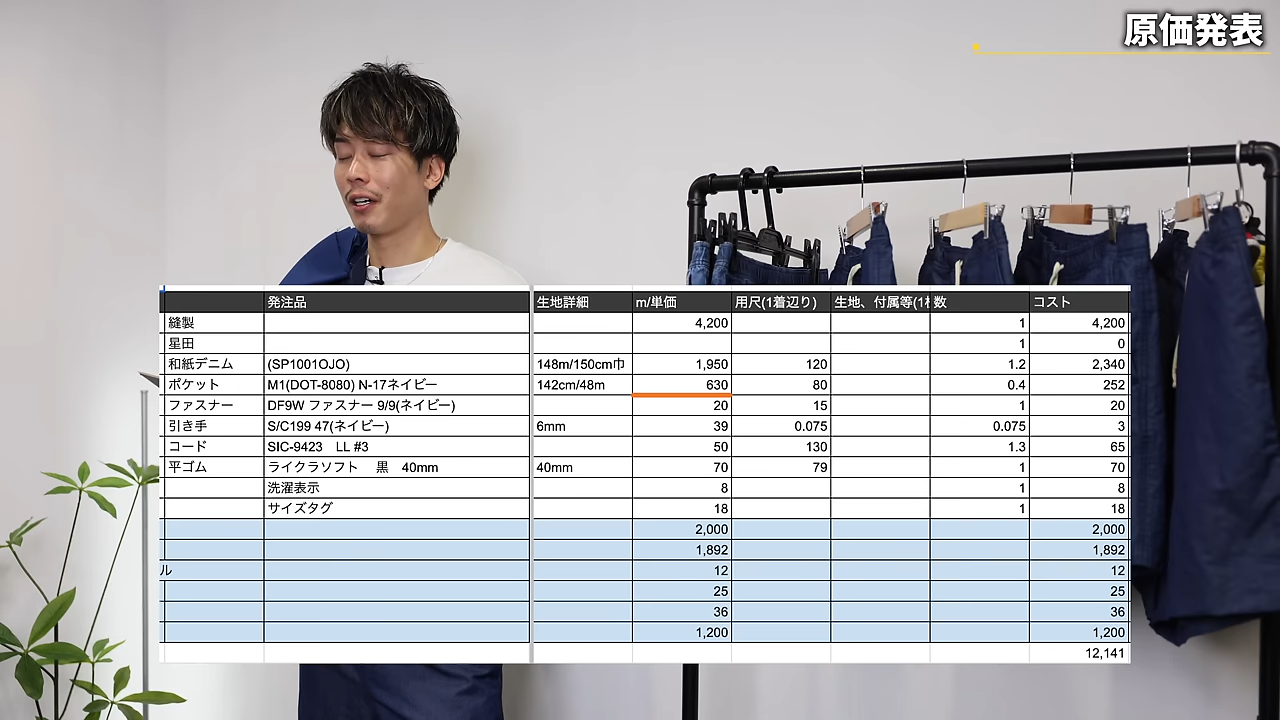 原価発表
発注品 生地詳細 m/単価 用尺(1着辺り) 生地、付属等(1枚 数 コスト
縫製 4,200 1 4,200
星田 1 0
和紙デニム (SP1001OJO) 148m/150cm巾 1,950 120 1.2 2,340
ポケット M1(DOT-8080) N-17ネイビー 142cm/48m 630 80 0.4 252
ファスナー DF9W ファスナー 9/9(ネイビー) 20 15 1 20
引き手 S/C199 47(ネイビー) 6mm 39 0.075 0.075 3
コード SIC-9423 LL #3 50 130 1.3 65
平ゴム ライクラソフト 黒 40mm 40mm 70 79 1 70
洗濯表示 8 1 8
サイズタグ 18 1 18
2,000 2,000
1,892 1,892
ル 12 12
25 25
36 36
1,200 1,200
12,141